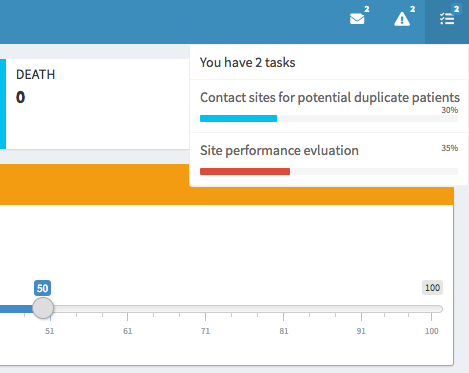 2 2 2
You have 2 tasks
DEATH
0
Contact sites for potential duplicate patients
30%
Site performance evluation 35%
50 100
51 61 71 81 91 100